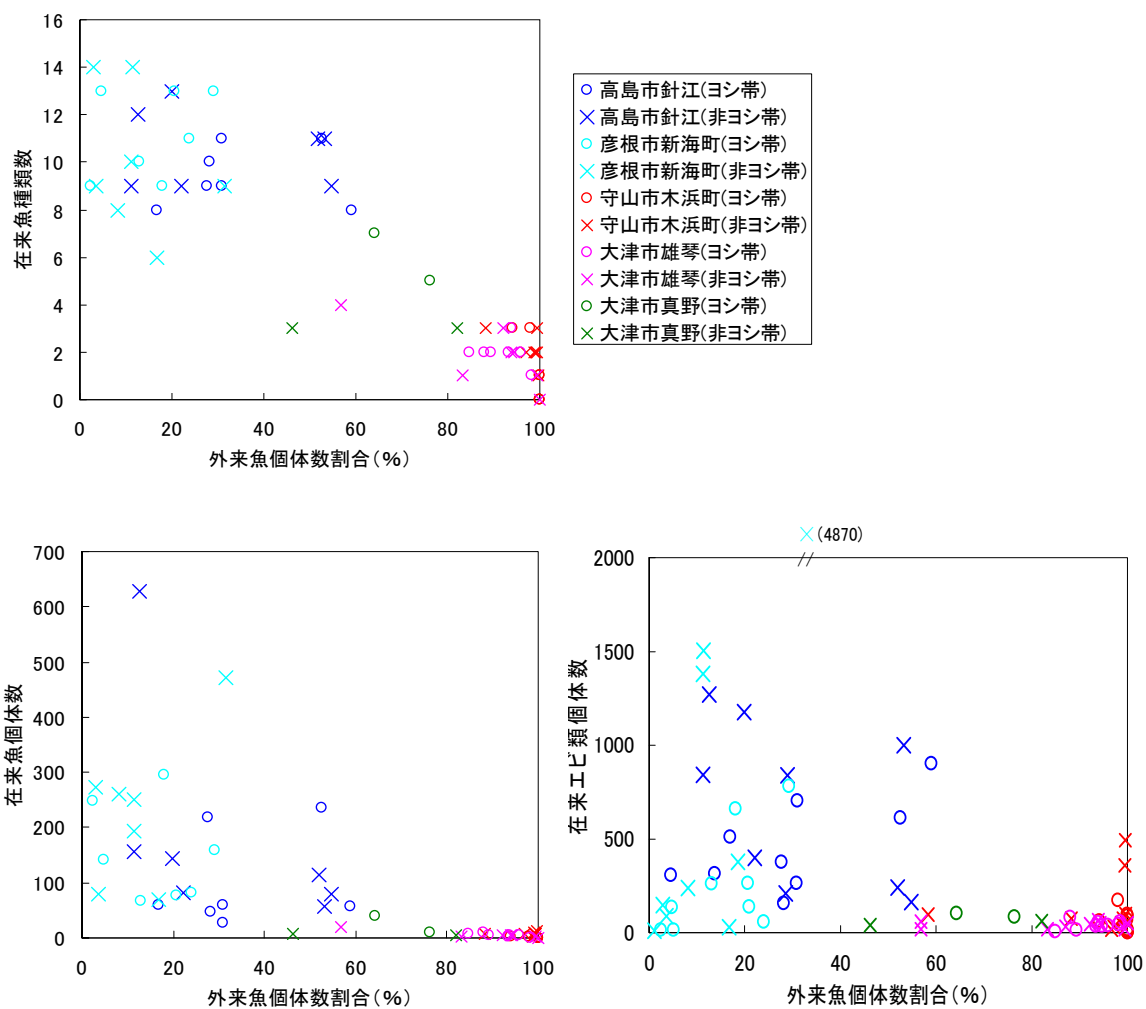 16
14
12
10
8
6
4
2
0
在来魚種類数
0 20 40 60 80 100
外来魚個体数割合(%)
高島市針江(ヨシ帯)
高島市針江(非ヨシ帯)
彦根市新海町(ヨシ帯)
彦根市新海町(非ヨシ帯)
守山市木浜町(ヨシ帯)
守山市木浜町(非ヨシ帯)
大津市雄琴(ヨシ帯)
大津市雄琴(非ヨシ帯)
大津市真野(ヨシ帯)
大津市真野(非ヨシ帯)
700
600
500
400
300
200
100
0
在来魚個体数
0 20 40 60 80 100
外来魚個体数割合(%)
(4870)
2000
1500
1000
500
0
在来エビ類個体数
0 20 40 60 80 100
外来魚個体数割合(%)